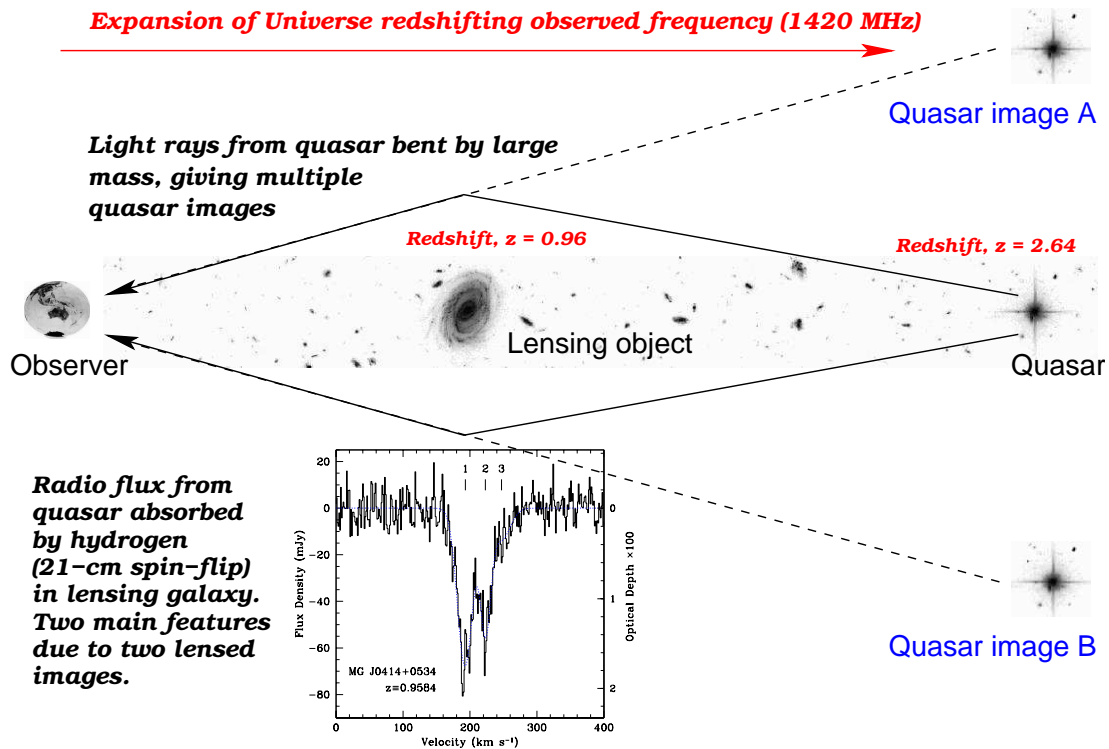 Expansion of Universe redshifting observed frequency (1420 MHz)
Quasar image A
Light rays from quasar bent by large
mass, giving multiple
quasar images
Redshift, z = 0.96
Redshift, z = 2.64
Lensing object
Observer
Quasar
Radio flux from
quasar absorbed
by hydrogen
(21-cm spin-flip)
in lensing galaxy.
Two main features
due to two lensed
images.
1 2 3
20
0
-20
-40
-60
-80
Flux Density (mJy)
0
1
2
Optical Depth ×100
MG J0414+0534
z=0.9584
0 100 200 300 400
Velocity (km s⁻¹)
Quasar image B